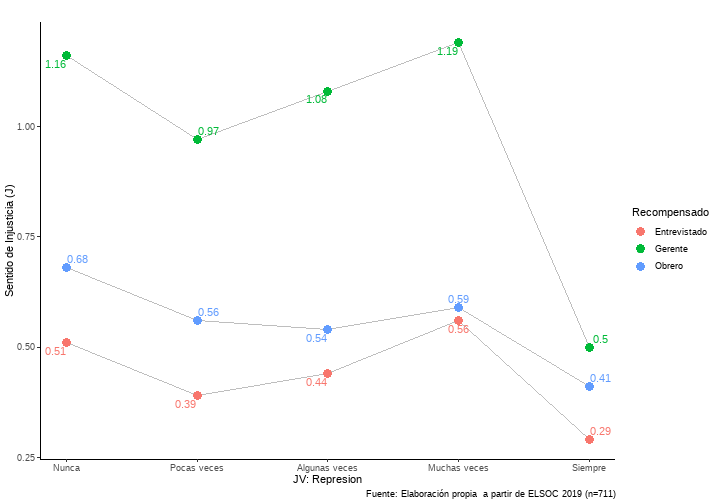 1.16
0.97
1.08
1.19
0.5
0.68
0.56
0.54
0.59
0.41
0.51
0.39
0.44
0.56
0.29
1.00
0.75
0.50
0.25
Sentido de Injusticia (J)
Nunca
Pocas veces
Algunas veces
Muchas veces
Siempre
JV: Represion
Recompensado
Entrevistado
Gerente
Obrero
Fuente: Elaboración propia a partir de ELSOC 2019 (n=711)